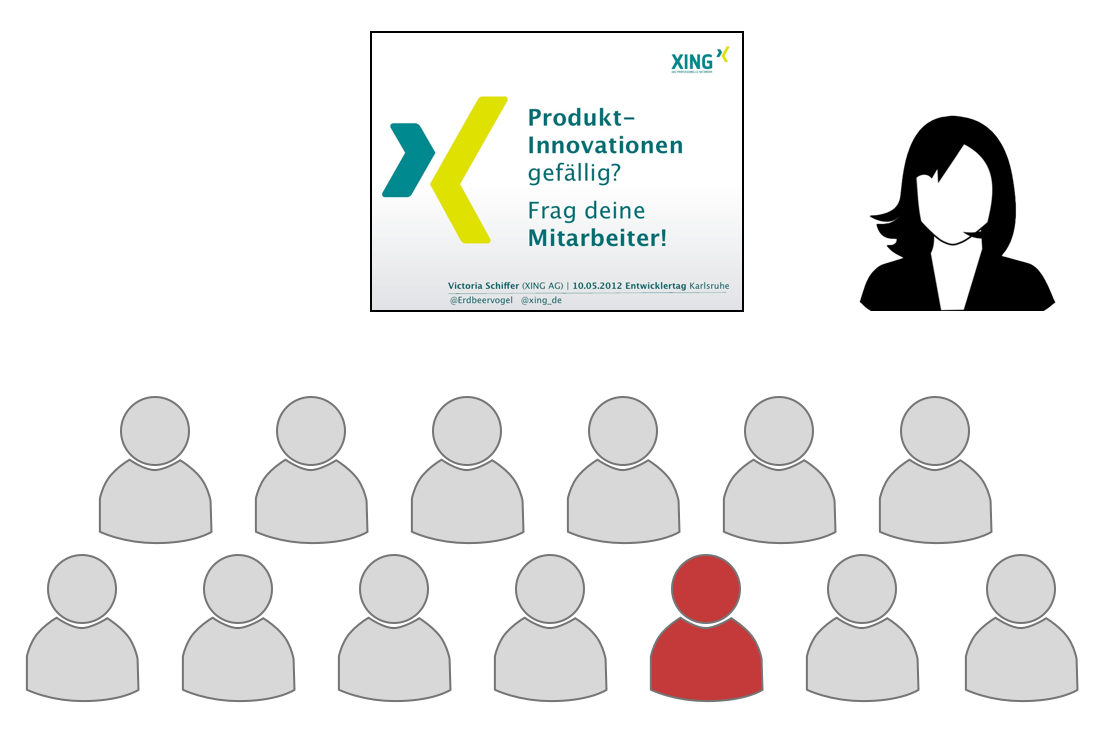 XING
Produkt-
Innovationen
gefällig?
Frag deine
Mitarbeiter!
Victoria Schiffer (XING AG) | 10.05.2012 Entwicklertag Karlsruhe
@Erdbeervogel @xing_de